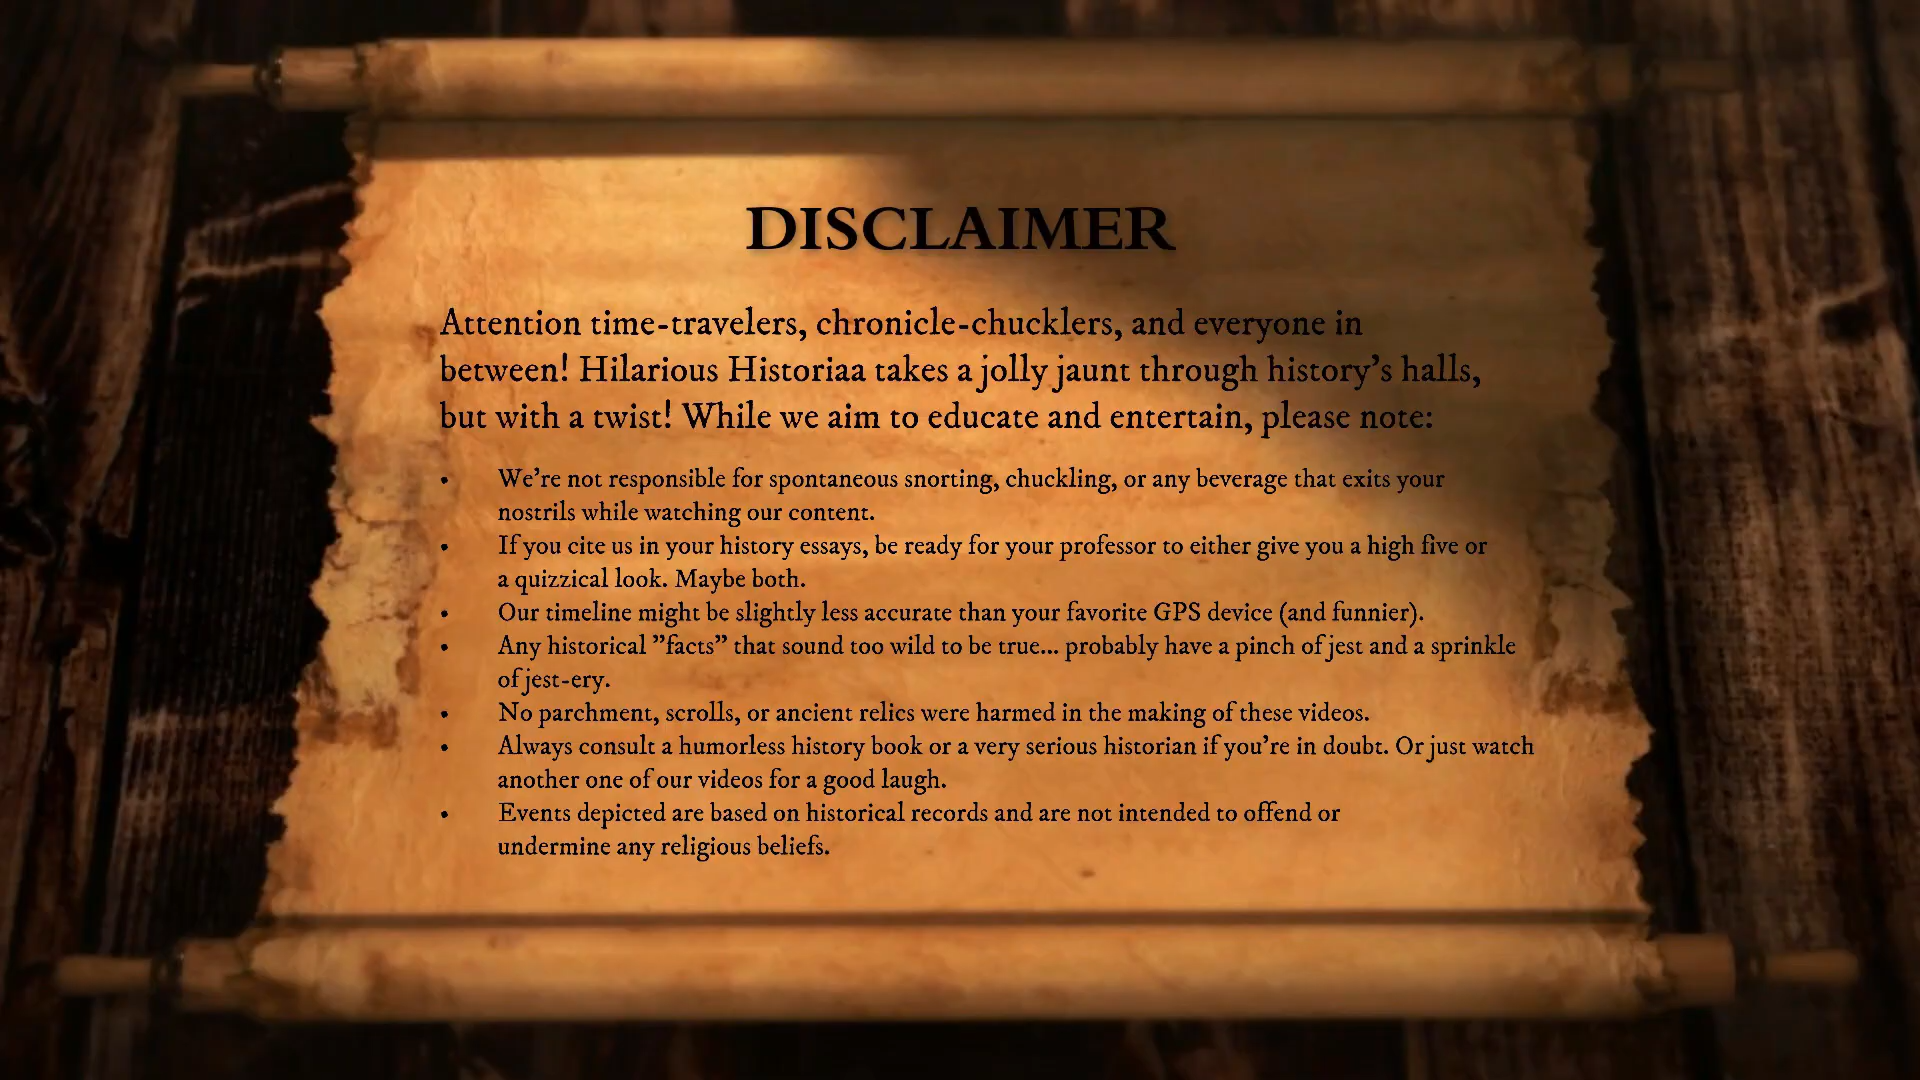 DISCLAIMER
Attention time-travelers, chronicle-chucklers, and everyone in
between! Hilarious Historiaa takes a jolly jaunt through history's halls,
but with a twist! While we aim to educate and entertain, please note:
• We're not responsible for spontaneous snorting, chuckling, or any beverage that exits your
nostrils while watching our content.
• If you cite us in your history essays, be ready for your professor to either give you a high five or
a quizzical look. Maybe both.
• Our timeline might be slightly less accurate than your favorite GPS device (and funnier).
• Any historical ”facts” that sound too wild to be true... probably have a pinch of jest and a sprinkle
of jest-ery.
• No parchment, scrolls, or ancient relics were harmed in the making of these videos.
• Always consult a humorless history book or a very serious historian if you're in doubt. Or just watch
another one of our videos for a good laugh.
• Events depicted are based on historical records and are not intended to offend or
undermine any religious beliefs.